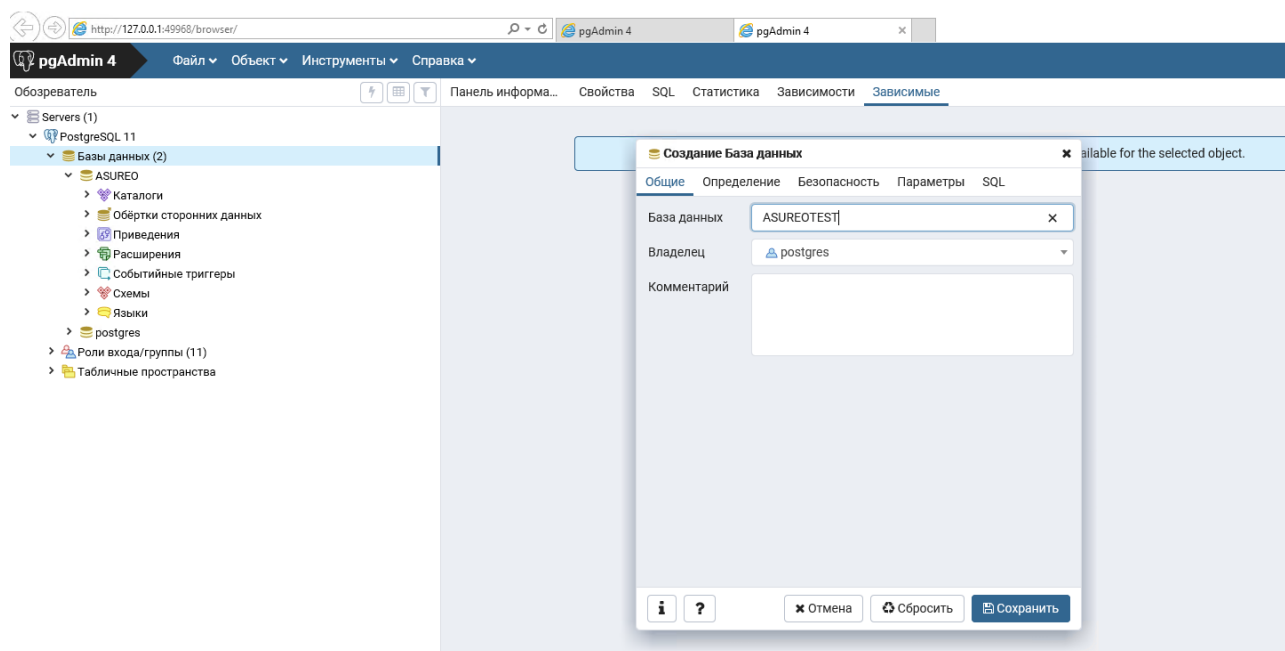 http://127.0.0.1:49968/browser/ pgAdmin 4 pgAdmin 4
pgAdmin 4 Файл Объект Инструменты Справка
Обозреватель Панель информа... Свойства SQL Статистика Зависимости Зависимые
Servers (1)
PostgreSQL 11
Базы данных (2)
ASUREO
Каталоги
Обёртки сторонних данных
Приведения
Расширения
Событийные триггеры
Схемы
Языки
postgres
Роли входа/группы (11)
Табличные пространства
ailable for the selected object.
Создание База данных
Общие Определение Безопасность Параметры SQL
База данных ASUREOTEST
Владелец postgres
Комментарий
i ? Отмена Сбросить Сохранить